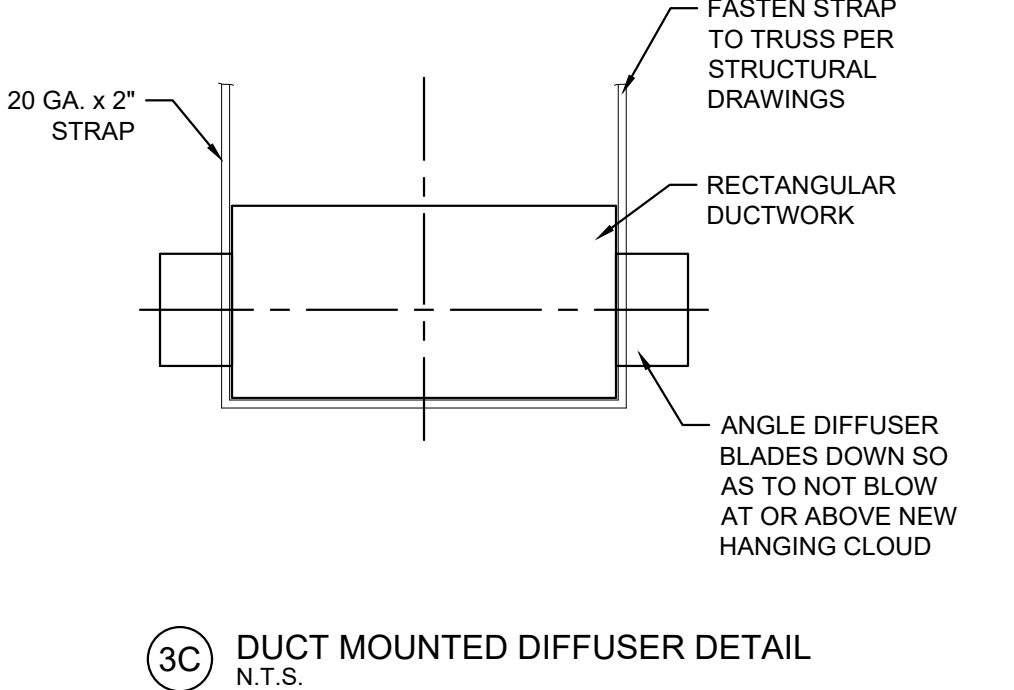 FASTEN STRAP
TO TRUSS PER
STRUCTURAL
DRAWINGS
20 GA. x 2"
STRAP
RECTANGULAR
DUCTWORK
ANGLE DIFFUSER
BLADES DOWN SO
AS TO NOT BLOW
AT OR ABOVE NEW
HANGING CLOUD
3C DUCT MOUNTED DIFFUSER DETAIL
N.T.S.